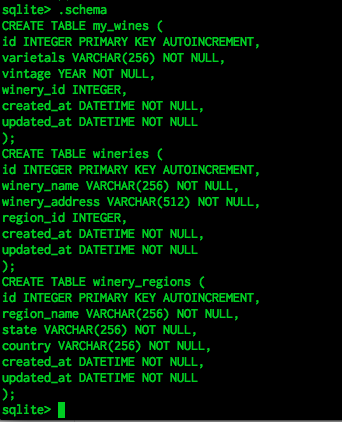 sqlite> .schema
CREATE TABLE my_wines (
id INTEGER PRIMARY KEY AUTOINCREMENT,
varietals VARCHAR(256) NOT NULL,
vintage YEAR NOT NULL,
winery_id INTEGER,
created_at DATETIME NOT NULL,
updated_at DATETIME NOT NULL
);
CREATE TABLE wineries (
id INTEGER PRIMARY KEY AUTOINCREMENT,
winery_name VARCHAR(256) NOT NULL,
winery_address VARCHAR(512) NOT NULL,
region_id INTEGER,
created_at DATETIME NOT NULL,
updated_at DATETIME NOT NULL
);
CREATE TABLE winery_regions (
id INTEGER PRIMARY KEY AUTOINCREMENT,
region_name VARCHAR(256) NOT NULL,
state VARCHAR(256) NOT NULL,
country VARCHAR(256) NOT NULL,
created_at DATETIME NOT NULL,
updated_at DATETIME NOT NULL
);
sqlite>